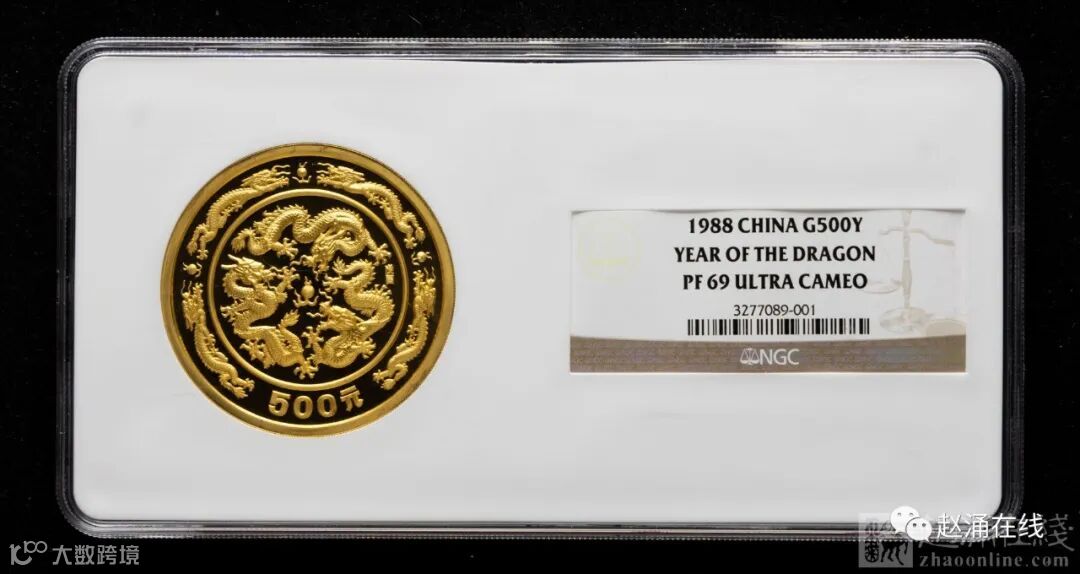 500元
1988 CHINA G500Y
YEAR OF THE DRAGON
PF 69 ULTRA CAMEO
3277089-001
NGC
赵涌在线
zhaoonline.com
大数跨境